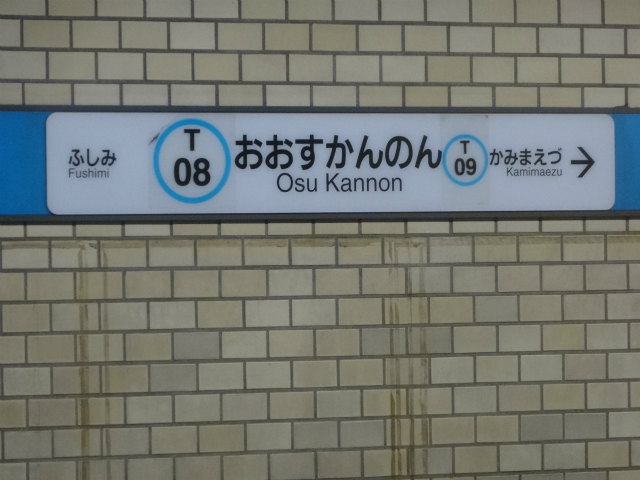 ふしみ
Fushimi
T
08
おおすかんのん
Osu Kannon
T
09
かみまえづ
Kamimaezu
→